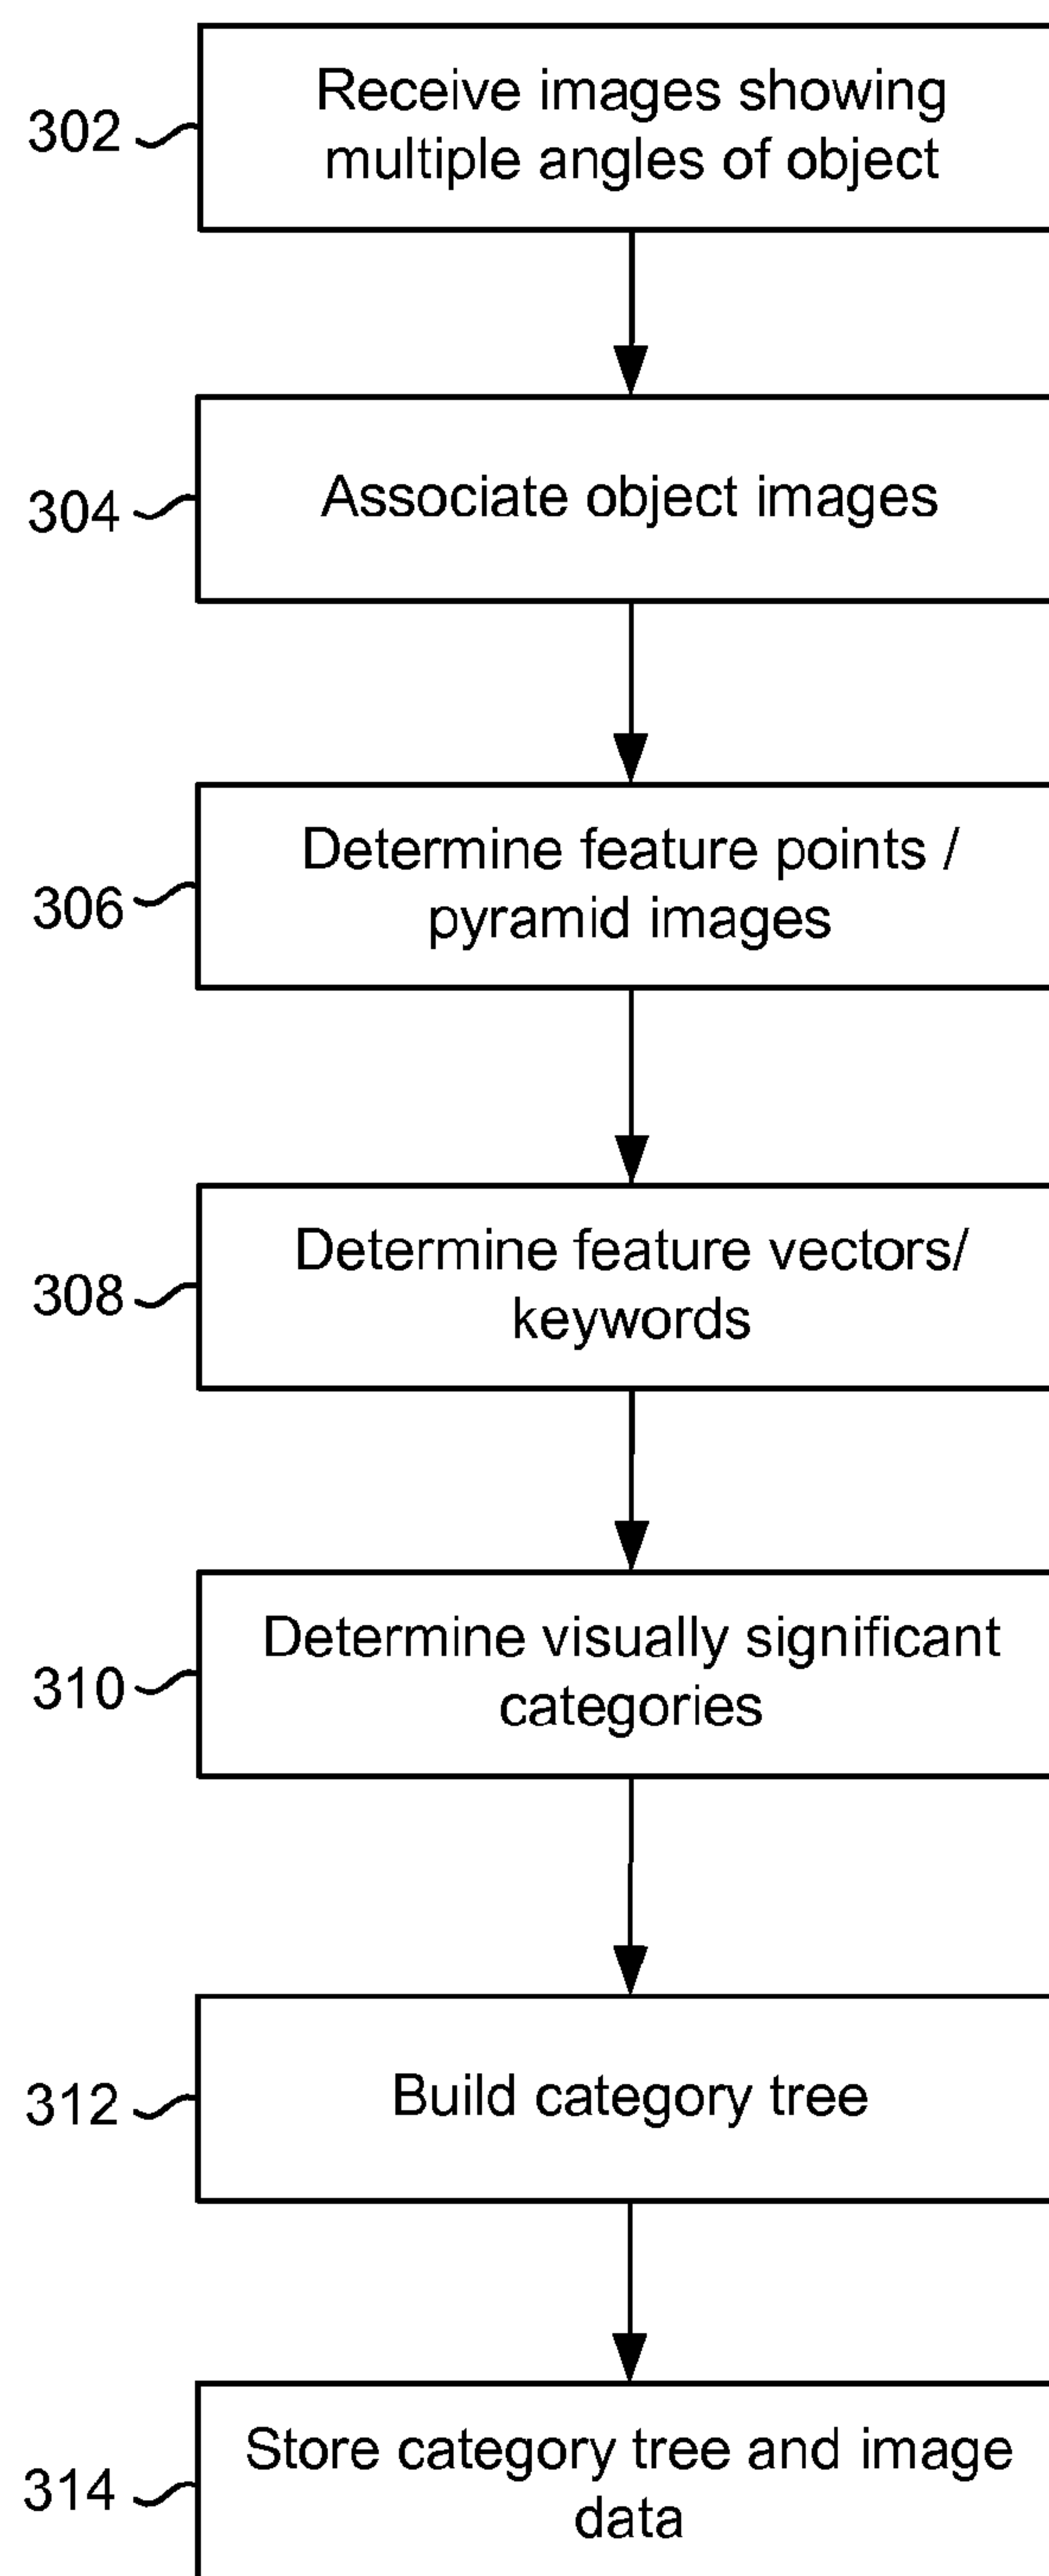 302
Receive images showing
multiple angles of object
304
Associate object images
306
Determine feature points /
pyramid images
308
Determine feature vectors/
keywords
310
Determine visually significant
categories
312
Build category tree
314
Store category tree and image
data